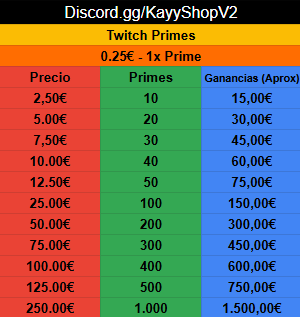 Discord.gg/KayyShopV2
Twitch Primes
0.25€ - 1x Prime
Precio Primes Ganancias (Aprox)
2,50€ 10 15,00€
5.00€ 20 30,00€
7,50€ 30 45,00€
10.00€ 40 60,00€
12.50€ 50 75,00€
25.00€ 100 150,00€
50.00€ 200 300,00€
75.00€ 300 450,00€
100.00€ 400 600,00€
125.00€ 500 750,00€
250.00€ 1.000 1.500,00€